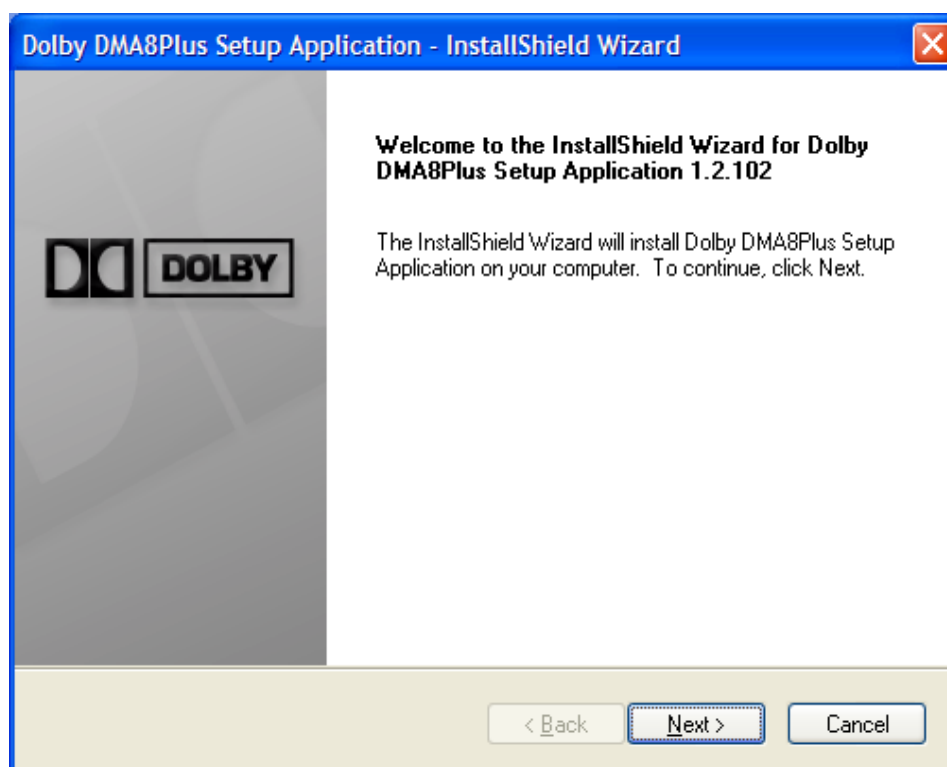 Dolby DMA8Plus Setup Application - InstallShield Wizard
Welcome to the InstallShield Wizard for Dolby
DMA8Plus Setup Application 1.2.102
The InstallShield Wizard will install Dolby DMA8Plus Setup
Application on your computer. To continue, click Next.
DOLBY
< Back
Next >
Cancel